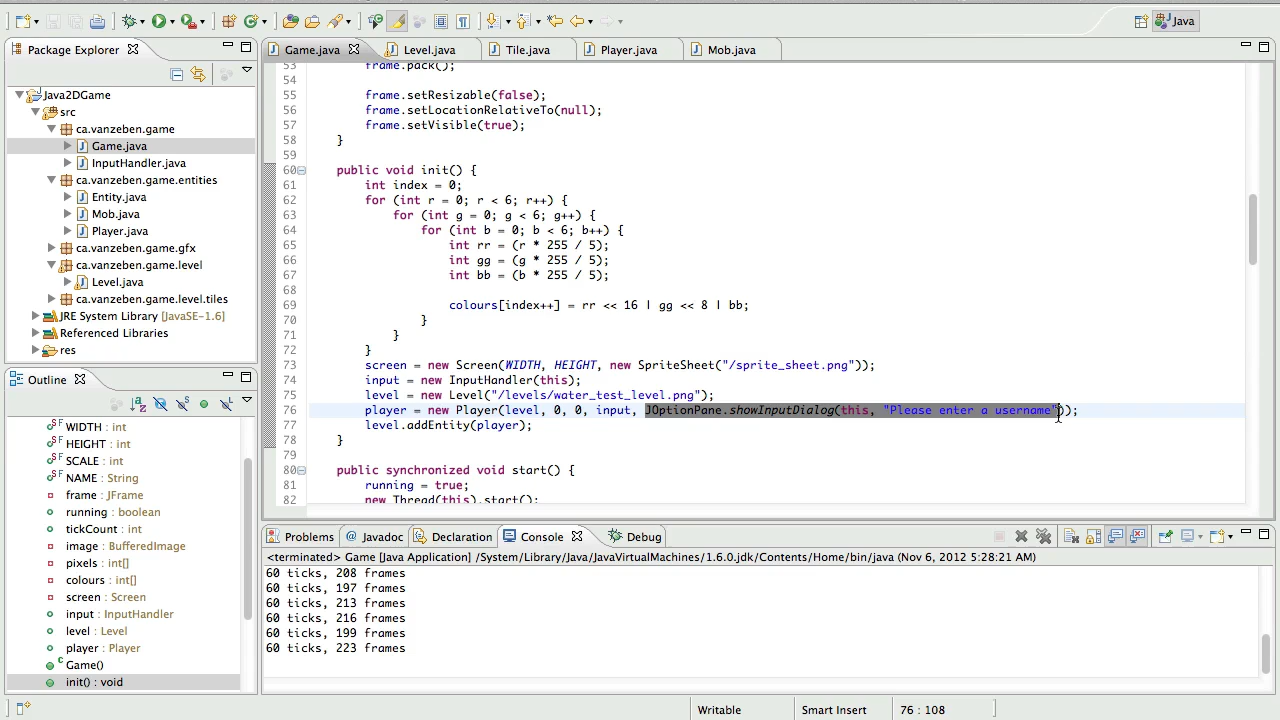 Java
Package Explorer
Java2DGame
src
ca.vanzeben.game
Game.java
InputHandler.java
ca.vanzeben.game.entities
Entity.java
Mob.java
Player.java
ca.vanzeben.game.gfx
ca.vanzeben.game.level
Level.java
ca.vanzeben.game.level.tiles
JRE System Library [JavaSE-1.6]
Referenced Libraries
res
Outline
WIDTH : int
HEIGHT : int
SCALE : int
NAME : String
frame : JFrame
running : boolean
tickCount : int
image : BufferedImage
pixels : int[]
colours : int[]
screen : Screen
input : InputHandler
level : Level
player : Player
Game()
init() : void
Game.java
Level.java
Tile.java
Player.java
Mob.java
53 frame.pack();
54
55 frame.setResizable(false);
56 frame.setLocationRelativeTo(null);
57 frame.setVisible(true);
58 }
59
60 public void init() {
61 int index = 0;
62 for (int r = 0; r < 6; r++) {
63 for (int g = 0; g < 6; g++) {
64 for (int b = 0; b < 6; b++) {
65 int rr = (r * 255 / 5);
66 int gg = (g * 255 / 5);
67 int bb = (b * 255 / 5);
68
69 colours[index++] = rr << 16 | gg << 8 | bb;
70 }
71 }
72 }
73 screen = new Screen(WIDTH, HEIGHT, new SpriteSheet("/sprite_sheet.png"));
74 input = new InputHandler(this);
75 level = new Level("/levels/water_test_level.png");
76 player = new Player(level, 0, 0, input, JOptionPane.showInputDialog(this, "Please enter a username"));
77 level.addEntity(player);
78 }
79
80 public synchronized void start() {
81 running = true;
82 new Thread(this).start();
Problems
Javadoc
Declaration
Console
Debug
<terminated> Game [Java Application] /System/Library/Java/JavaVirtualMachines/1.6.0.jdk/Contents/Home/bin/java (Nov 6, 2012 5:28:21 AM)
60 ticks, 208 frames
60 ticks, 197 frames
60 ticks, 213 frames
60 ticks, 216 frames
60 ticks, 199 frames
60 ticks, 223 frames
Writable
Smart Insert
76 : 108